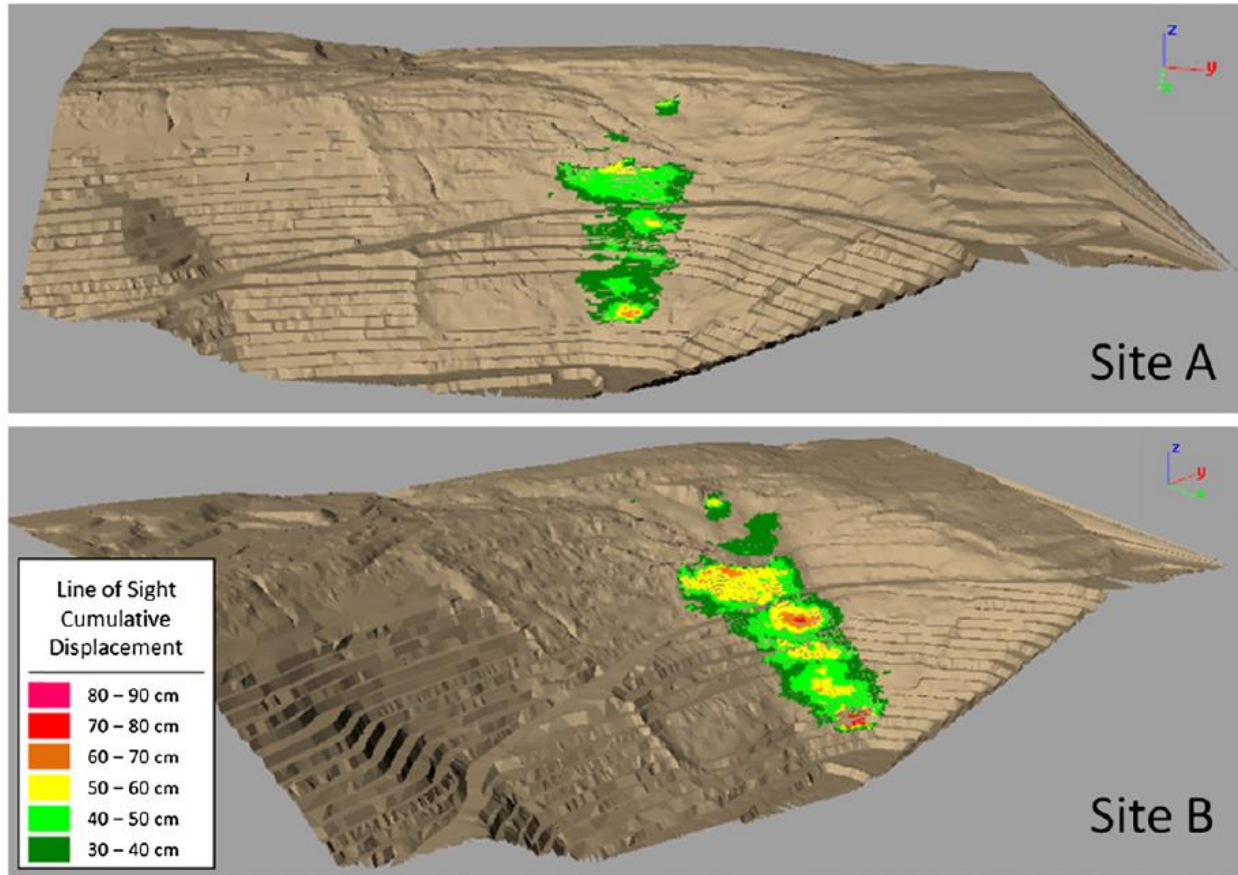 z
y
x
Site A
z
y
x
Line of Sight
Cumulative
Displacement
80 – 90 cm
70 – 80 cm
60 – 70 cm
50 – 60 cm
40 – 50 cm
30 – 40 cm
Site B